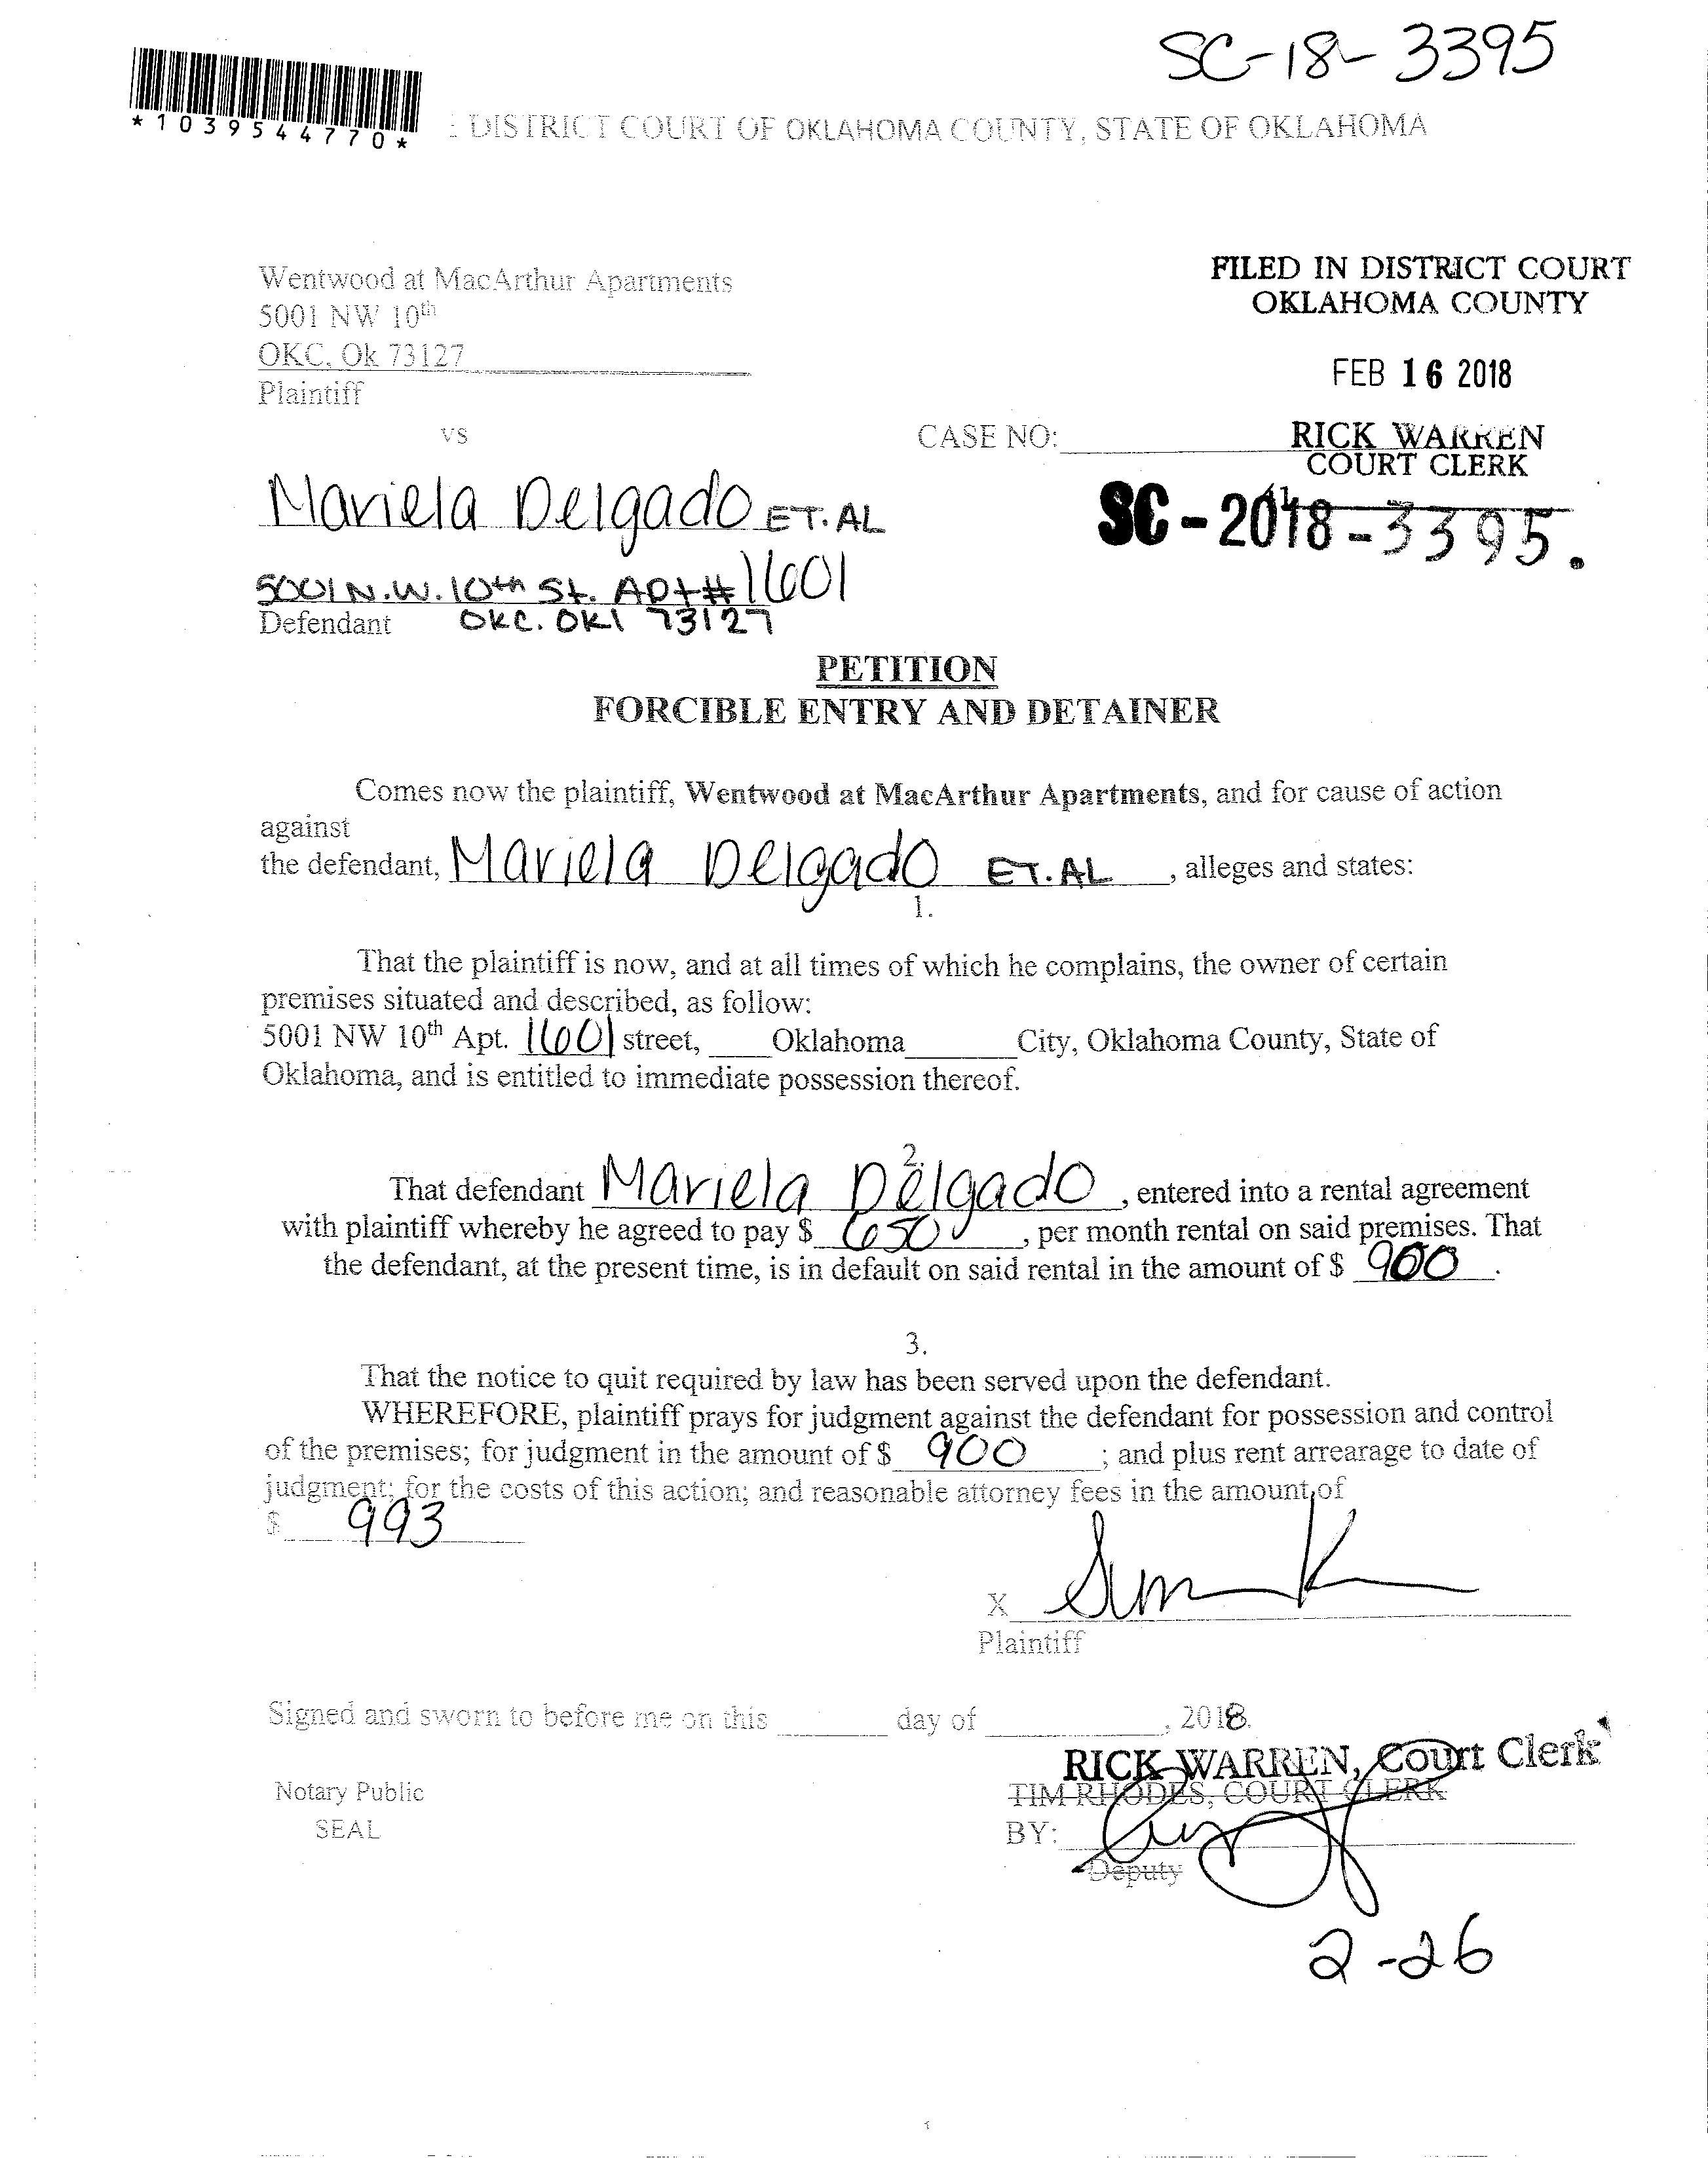 SC-18-3395
*1039544770*
DISTRICT COURT OF OKLAHOMA COUNTY, STATE OF OKLAHOMA
Wentwood at MacArthur Apartments
5001 NW 10th
OKC, Ok 73127
Plaintiff
FILED IN DISTRICT COURT
OKLAHOMA COUNTY
FEB 16 2018
RICK WARREN
COURT CLERK
vs
CASE NO:
SC-2018-3395.
Mariela Delgado ET.AL
5001 N.W. 10th St. Apt# 1601
Defendant OKC. OKl 73127
PETITION
FORCIBLE ENTRY AND DETAINER
Comes now the plaintiff, Wentwood at MacArthur Apartments, and for cause of action
against
the defendant, Mariela Delgado ET.AL , alleges and states:
1.
That the plaintiff is now, and at all times of which he complains, the owner of certain
premises situated and described, as follow:
5001 NW 10th Apt. 1601 street, Oklahoma City, Oklahoma County, State of
Oklahoma, and is entitled to immediate possession thereof.
2.
That defendant Mariela Delgado , entered into a rental agreement
with plaintiff whereby he agreed to pay $ 650 , per month rental on said premises. That
the defendant, at the present time, is in default on said rental in the amount of $ 900 .
3.
That the notice to quit required by law has been served upon the defendant.
WHEREFORE, plaintiff prays for judgment against the defendant for possession and control
of the premises; for judgment in the amount of $ 900 ; and plus rent arrearage to date of
judgment; for the costs of this action; and reasonable attorney fees in the amount of
$ 993
X
Plaintiff
Signed and sworn to before me on this day of , 2018.
RICK WARREN, Court Clerk
TIM RHODES, COURT CLERK
Notary Public
SEAL
BY:
Deputy
2-26